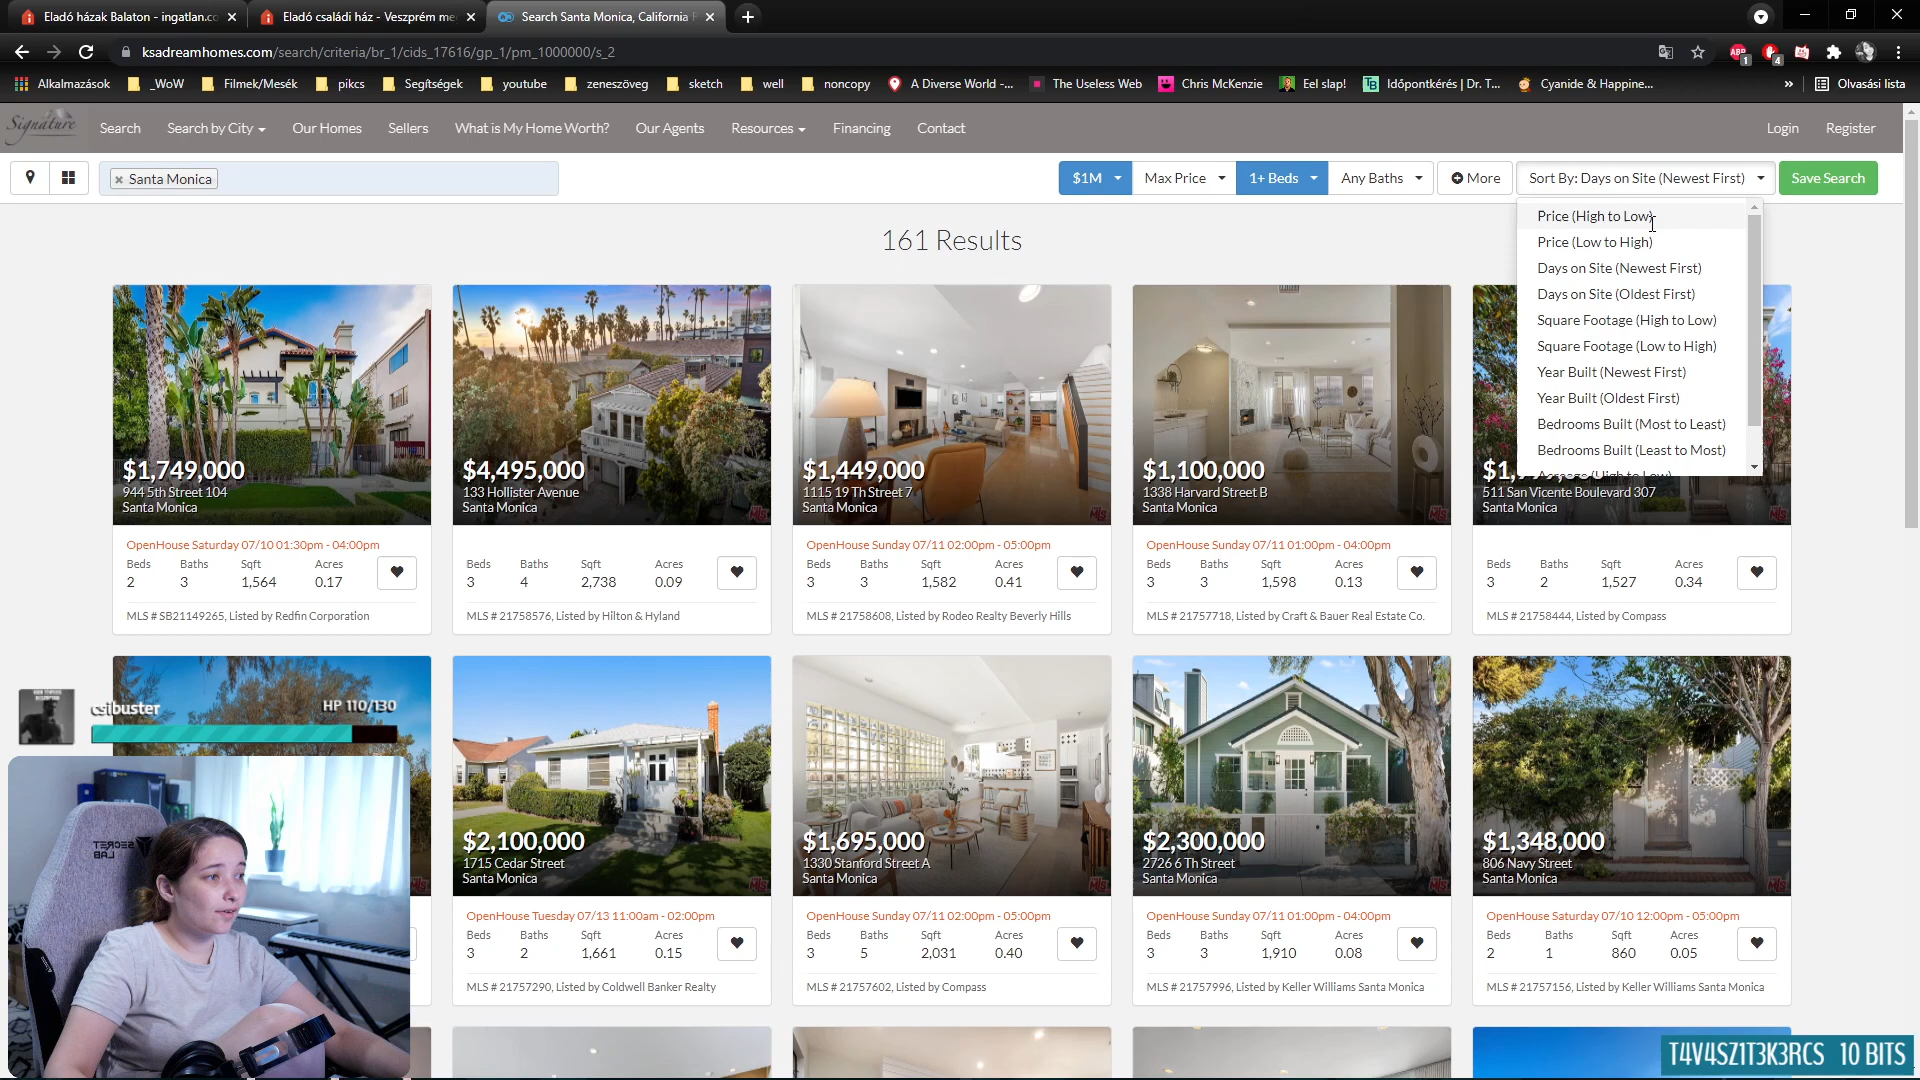 Eladó házak Balaton - ingatlan.co
Eladó családi ház - Veszprém me
Search Santa Monica, California
ksadreamhomes.com/search/criteria/br_1/cids_17616/gp_1/pm_1000000/s_2
ABP
1
4
Alkalmazások
_WoW
Filmek/Mesék
pikcs
Segítségek
youtube
zeneszöveg
sketch
well
noncopy
A Diverse World -...
The Useless Web
Chris McKenzie
Eel slap!
Időpontkérés | Dr. T...
Cyanide & Happine...
»
Olvasási lista
Signature
Search
Search by City
Our Homes
Sellers
What is My Home Worth?
Our Agents
Resources
Financing
Contact
Login
Register
× Santa Monica
$1M
Max Price
1+ Beds
Any Baths
More
Sort By: Days on Site (Newest First)
Save Search
Price (High to Low)
Price (Low to High)
Days on Site (Newest First)
Days on Site (Oldest First)
Square Footage (High to Low)
Square Footage (Low to High)
Year Built (Newest First)
Year Built (Oldest First)
Bedrooms Built (Most to Least)
Bedrooms Built (Least to Most)
Acreage (High to Low)
161 Results
$1,749,000
944 5th Street 104
Santa Monica
OpenHouse Saturday 07/10 01:30pm - 04:00pm
Beds Baths Sqft Acres
2 3 1,564 0.17
MLS # SB21149265, Listed by Redfin Corporation
$4,495,000
133 Hollister Avenue
Santa Monica
Beds Baths Sqft Acres
3 4 2,738 0.09
MLS # 21758576, Listed by Hilton & Hyland
$1,449,000
1115 19 Th Street 7
Santa Monica
OpenHouse Sunday 07/11 02:00pm - 05:00pm
Beds Baths Sqft Acres
3 3 1,582 0.41
MLS # 21758608, Listed by Rodeo Realty Beverly Hills
$1,100,000
1338 Harvard Street B
Santa Monica
OpenHouse Sunday 07/11 01:00pm - 04:00pm
Beds Baths Sqft Acres
3 3 1,598 0.13
MLS # 21757718, Listed by Craft & Bauer Real Estate Co.
511 San Vicente Boulevard 307
Santa Monica
Beds Baths Sqft Acres
3 2 1,527 0.34
MLS # 21758444, Listed by Compass
csibuster
HP 110/130
SECRET
LAB
$2,100,000
1715 Cedar Street
Santa Monica
OpenHouse Tuesday 07/13 11:00am - 02:00pm
Beds Baths Sqft Acres
3 2 1,661 0.15
MLS # 21757290, Listed by Coldwell Banker Realty
$1,695,000
1330 Stanford Street A
Santa Monica
OpenHouse Sunday 07/11 02:00pm - 05:00pm
Beds Baths Sqft Acres
3 5 2,031 0.40
MLS # 21757602, Listed by Compass
$2,300,000
2726 6 Th Street
Santa Monica
OpenHouse Sunday 07/11 01:00pm - 04:00pm
Beds Baths Sqft Acres
3 3 1,910 0.08
MLS # 21757996, Listed by Keller Williams Santa Monica
$1,348,000
806 Navy Street
Santa Monica
OpenHouse Saturday 07/10 12:00pm - 05:00pm
Beds Baths Sqft Acres
2 1 860 0.05
MLS # 21757156, Listed by Keller Williams Santa Monica
T4V4SZ1T3K3RCS 10 BITS